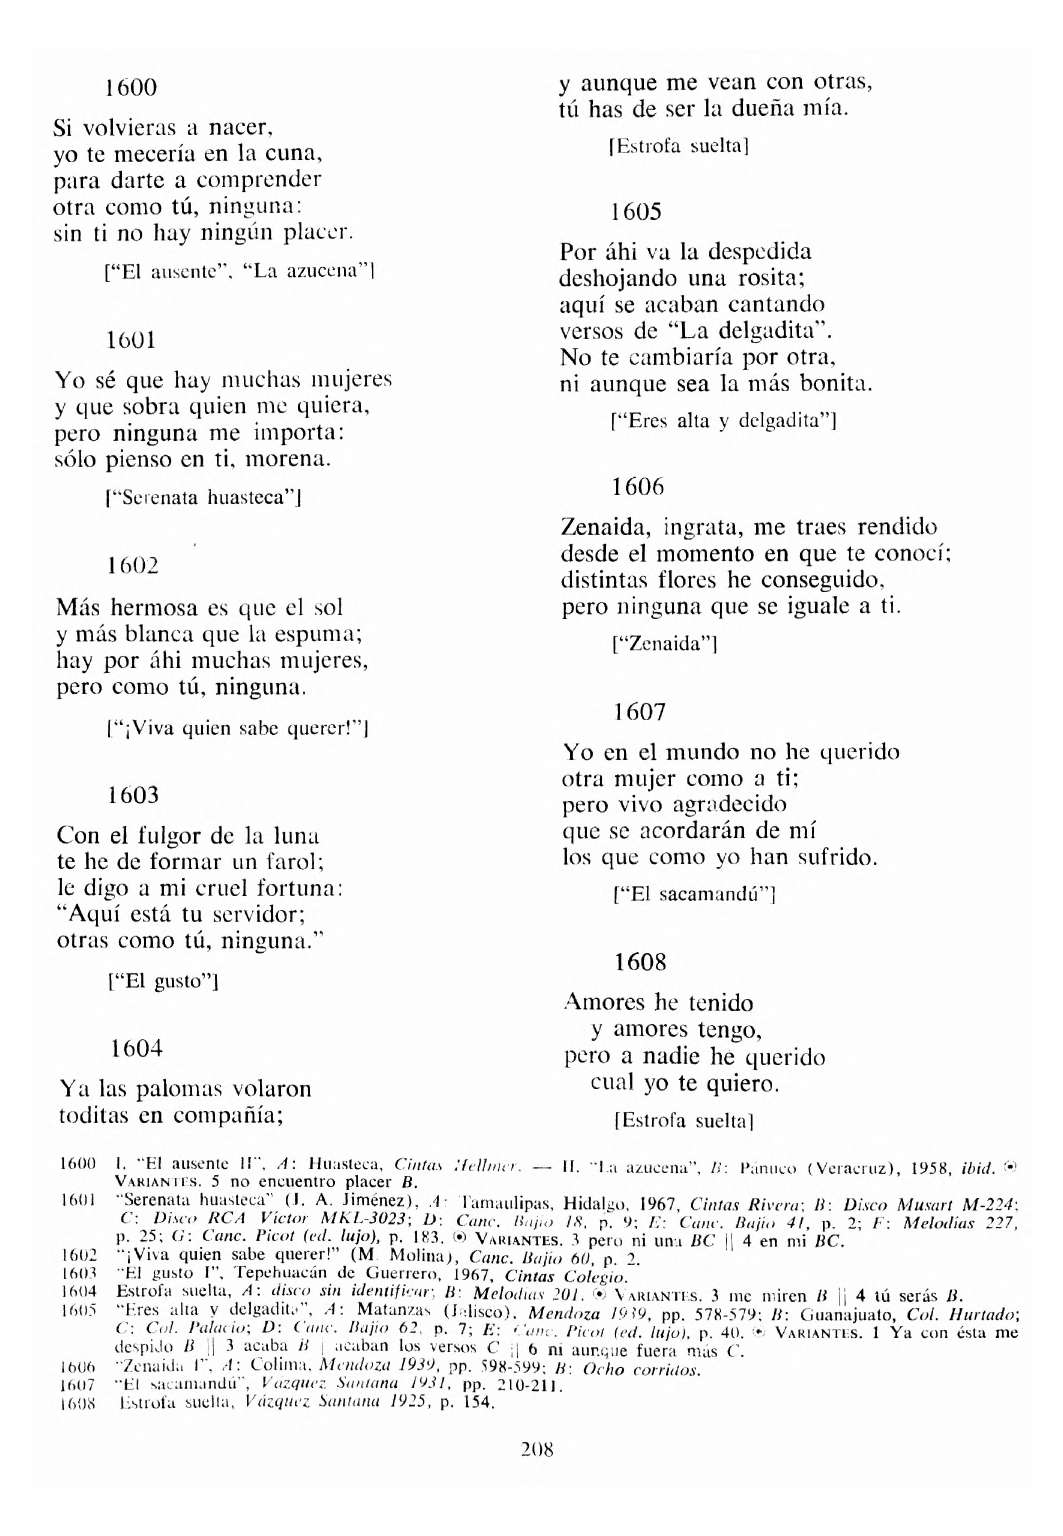 1600
Si volvieras a nacer,
yo te mecería en la cuna,
para darte a comprender
otra como tú, ninguna:
sin ti no hay ningún placer.
["El ausente", "La azucena"]
1601
Yo sé que hay muchas mujeres
y que sobra quien me quiera,
pero ninguna me importa:
sólo pienso en ti, morena.
["Serenata huasteca"]
1602
Más hermosa es que el sol
y más blanca que la espuma;
hay por áhi muchas mujeres,
pero como tú, ninguna.
["¡Viva quien sabe querer!"]
1603
Con el fulgor de la luna
te he de formar un farol;
le digo a mi cruel fortuna:
"Aquí está tu servidor;
otras como tú, ninguna."
["El gusto"]
1604
Ya las palomas volaron
toditas en compañía;
y aunque me vean con otras,
tú has de ser la dueña mía.
[Estrofa suelta]
1605
Por áhi va la despedida
deshojando una rosita;
aquí se acaban cantando
versos de "La delgadita".
No te cambiaría por otra,
ni aunque sea la más bonita.
["Eres alta y delgadita"]
1606
Zenaida, ingrata, me traes rendido
desde el momento en que te conocí;
distintas flores he conseguido,
pero ninguna que se iguale a ti.
["Zenaida"]
1607
Yo en el mundo no he querido
otra mujer como a ti;
pero vivo agradecido
que se acordarán de mí
los que como yo han sufrido.
["El sacamandú"]
1608
Amores he tenido
y amores tengo,
pero a nadie he querido
cual yo te quiero.
[Estrofa suelta]
1600 I. "El ausente II", A: Huasteca, Cintas Hellmer. — II. "La azucena", B: Pánuco (Veracruz), 1958, ibid. ⊙
VARIANTES. 5 no encuentro placer B.
1601 "Serenata huasteca" (J. A. Jiménez), A: Tamaulipas, Hidalgo, 1967, Cintas Rivera; B: Disco Musart M-224;
C: Disco RCA Víctor MKL-3023; D: Canc. Bajío 18, p. 9; E: Canc. Bajío 41, p. 2; F: Melodías 227,
p. 25; G: Canc. Picot (ed. lujo), p. 183. ⊙ VARIANTES. 3 pero ni una BC || 4 en mi BC.
1602 "¡Viva quien sabe querer!" (M. Molina), Canc. Bajío 60, p. 2.
1603 "El gusto I", Tepehuacán de Guerrero, 1967, Cintas Colegio.
1604 Estrofa suelta, A: disco sin identificar; B: Melodías 201. ⊙ VARIANTES. 3 me miren B || 4 tú serás B.
1605 "Eres alta y delgadita", A: Matanzas (Jalisco), Mendoza 1939, pp. 578-579; B: Guanajuato, Col. Hurtado;
C: Col. Palacio; D: Canc. Bajío 62, p. 7; E: Canc. Picot (ed. lujo), p. 40. ⊙ VARIANTES. 1 Ya con ésta me
despido B || 3 acaba B | acaban los versos C || 6 ni aunque fuera más C.
1606 "Zenaida I", A: Colima, Mendoza 1939, pp. 598-599; B: Ocho corridos.
1607 "El sacamandú", Vázquez Santana 1931, pp. 210-211.
1608 Estrofa suelta, Vázquez Santana 1925, p. 154.
208